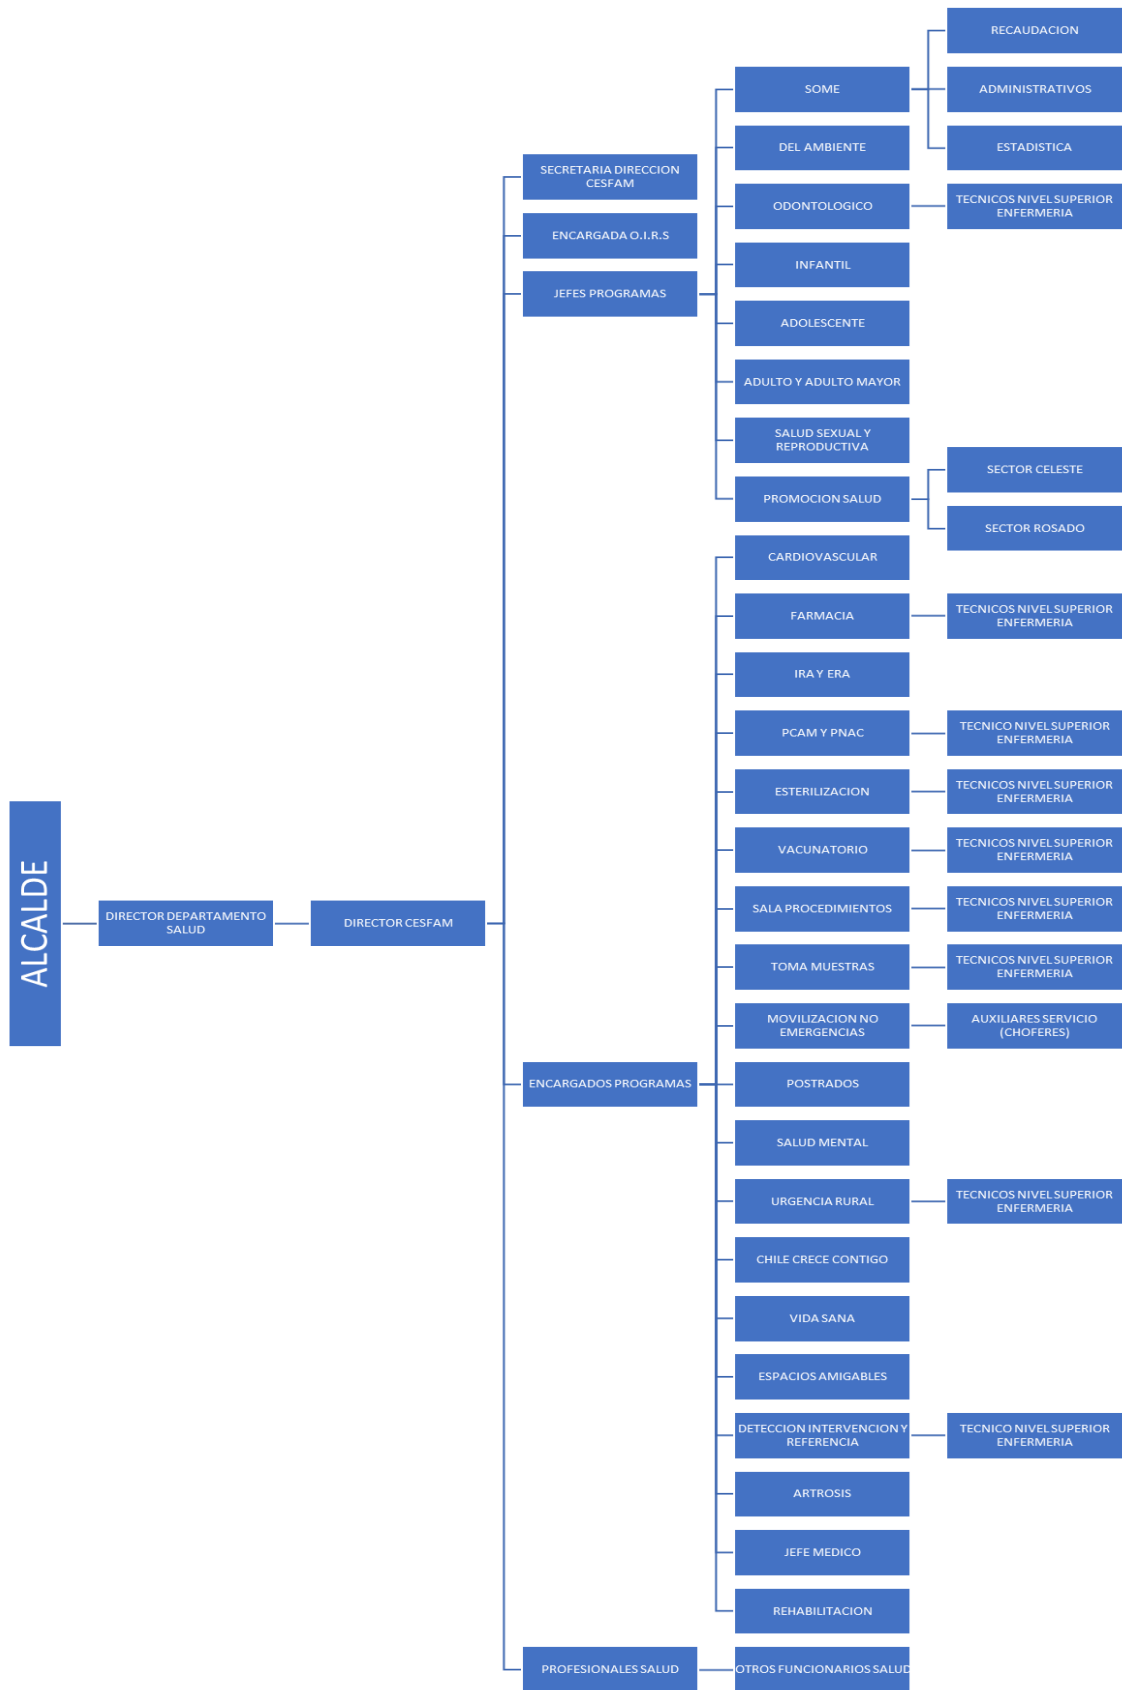 RECAUDACION
SOME
ADMINISTRATIVOS
DEL AMBIENTE
ESTADISTICA
SECRETARIA DIRECCION
CESFAM
ODONTOLOGICO
TECNICOS NIVEL SUPERIOR
ENFERMERIA
ENCARGADA O.I.R.S
INFANTIL
JEFES PROGRAMAS
ADOLESCENTE
ADULTO Y ADULTO MAYOR
SALUD SEXUAL Y
REPRODUCTIVA
SECTOR CELESTE
PROMOCION SALUD
SECTOR ROSADO
CARDIOVASCULAR
FARMACIA
TECNICOS NIVEL SUPERIOR
ENFERMERIA
IRA Y ERA
PCAM Y PNAC
TECNICO NIVEL SUPERIOR
ENFERMERIA
ESTERILIZACION
TECNICOS NIVEL SUPERIOR
ENFERMERIA
VACUNATORIO
TECNICOS NIVEL SUPERIOR
ENFERMERIA
ALCALDE
DIRECTOR DEPARTAMENTO
SALUD
DIRECTOR CESFAM
SALA PROCEDIMIENTOS
TECNICOS NIVEL SUPERIOR
ENFERMERIA
TOMA MUESTRAS
TECNICOS NIVEL SUPERIOR
ENFERMERIA
MOVILIZACION NO
EMERGENCIAS
AUXILIARES SERVICIO
(CHOFERES)
ENCARGADOS PROGRAMAS
POSTRADOS
SALUD MENTAL
URGENCIA RURAL
TECNICOS NIVEL SUPERIOR
ENFERMERIA
CHILE CRECE CONTIGO
VIDA SANA
ESPACIOS AMIGABLES
DETECCION INTERVENCION Y
REFERENCIA
TECNICO NIVEL SUPERIOR
ENFERMERIA
ARTROSIS
JEFE MEDICO
REHABILITACION
PROFESIONALES SALUD
OTROS FUNCIONARIOS SALUD